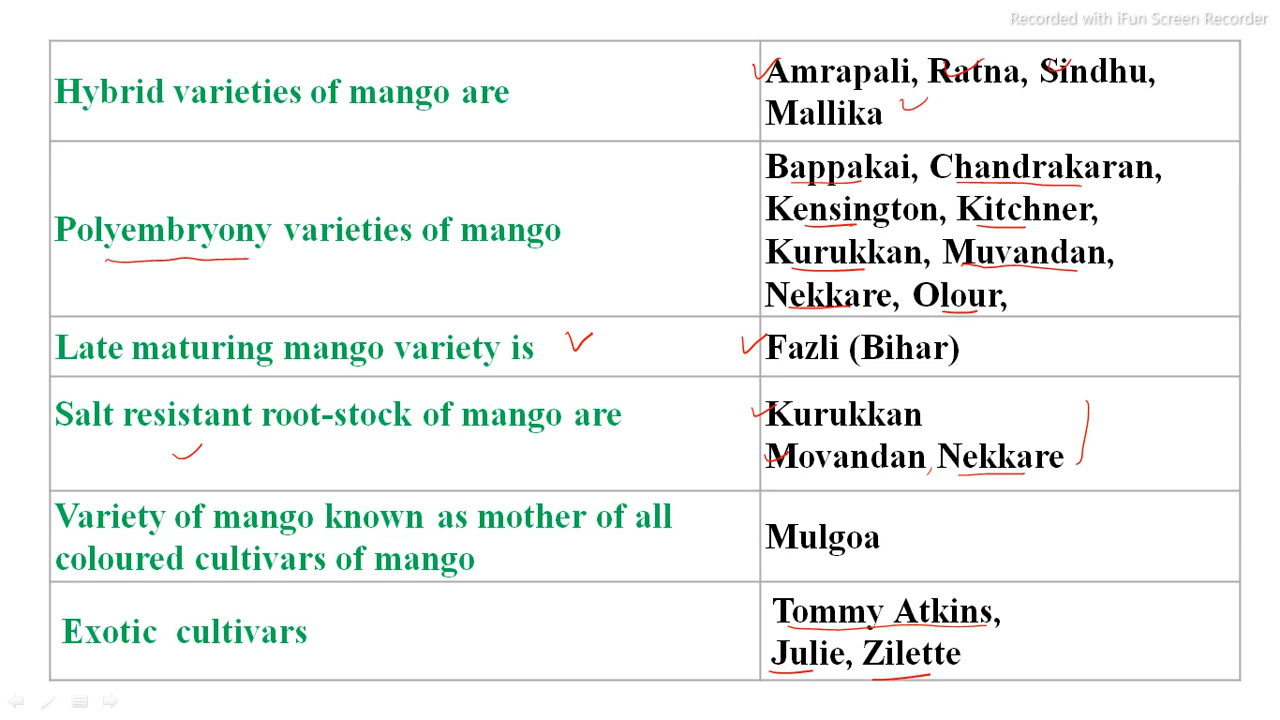 Recorded with iFun Screen Recorder
Hybrid varieties of mango are
Amrapali, Ratna, Sindhu,
Mallika
Polyembryony varieties of mango
Bappakai, Chandrakaran,
Kensington, Kitchner,
Kurukkan, Muvandan,
Nekkare, Olour,
Late maturing mango variety is
Fazli (Bihar)
Salt resistant root-stock of mango are
Kurukkan
Movandan, Nekkare
Variety of mango known as mother of all
coloured cultivars of mango
Mulgoa
Exotic cultivars
Tommy Atkins,
Julie, Zilette